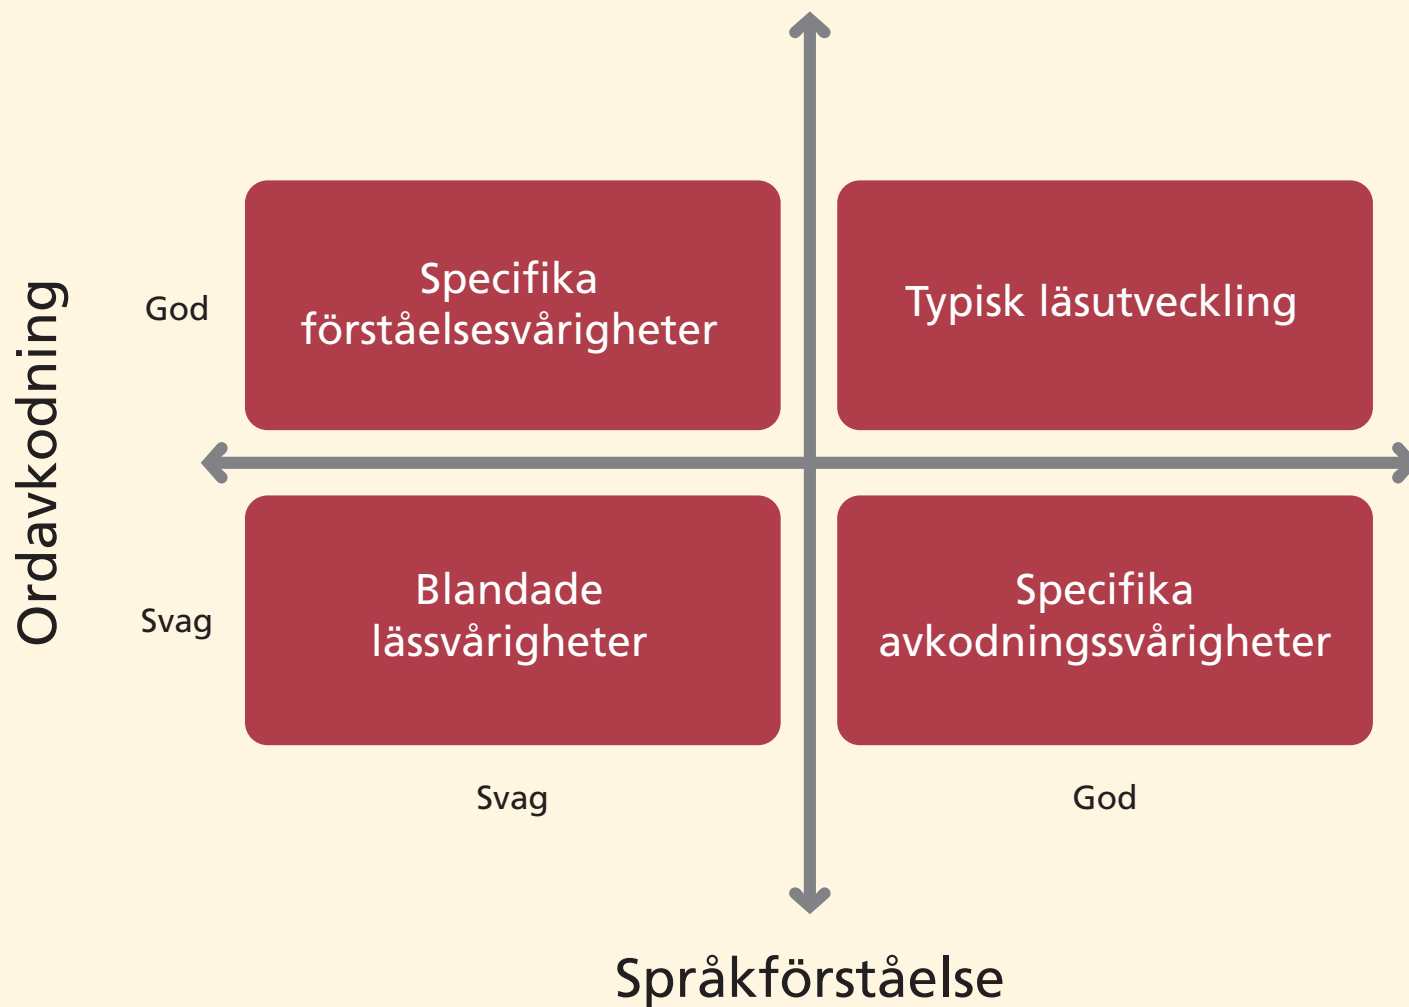 Ordavkodning
God
Specifika
förståelsesvårigheter
Typisk läsutveckling
Svag
Blandade
lässvårigheter
Specifika
avkodningssvårigheter
Svag
God
Språkförståelse